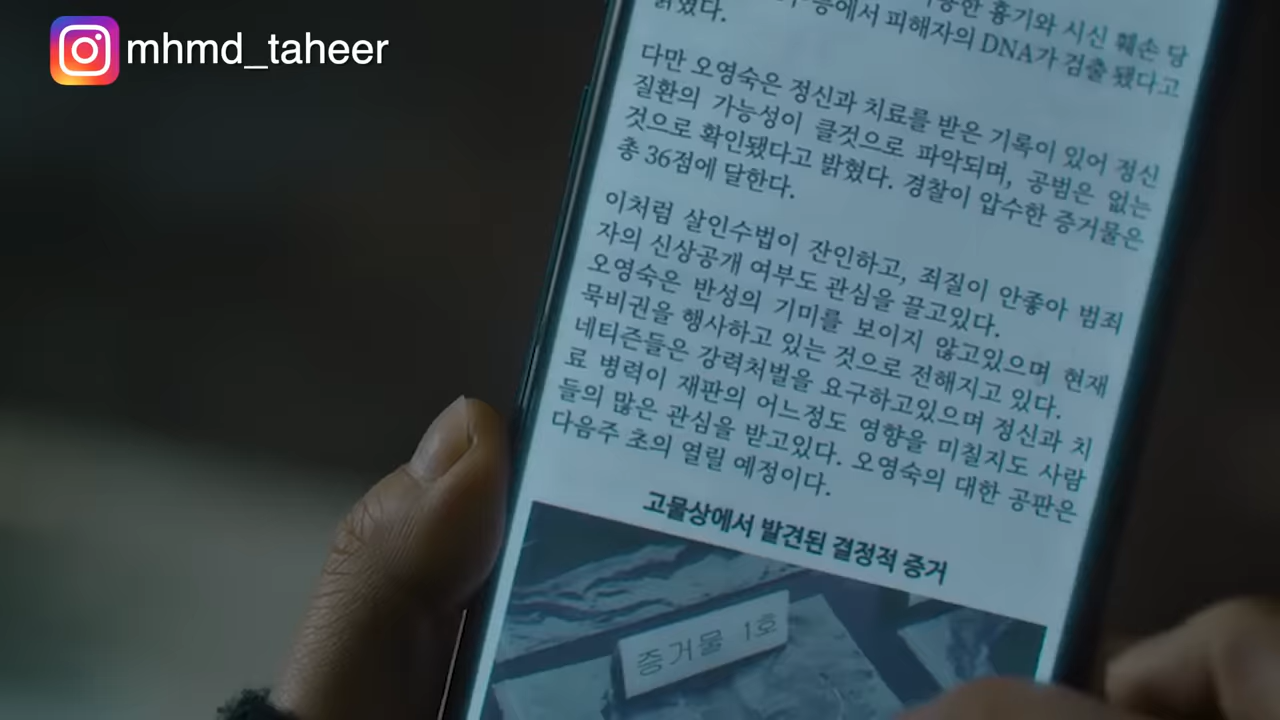 mhmd_taheer
흉기와 시신 훼손 당
에서 피해자의 DNA가 검출 됐다고
밝혔다.
다만 오영숙은 정신과 치료를 받은 기록이 있어 정신
질환의 가능성이 클것으로 파악되며, 공범은 없는
것으로 확인됐다고 밝혔다. 경찰이 압수한 증거물은
총 36점에 달한다.
이처럼 살인수법이 잔인하고, 죄질이 안좋아 범죄
자의 신상공개 여부도 관심을 끌고있다.
오영숙은 반성의 기미를 보이지 않고있으며 현재
묵비권을 행사하고 있는 것으로 전해지고 있다.
네티즌들은 강력처벌을 요구하고있으며 정신과 치
료 병력이 재판의 어느정도 영향을 미칠지도 사람
들의 많은 관심을 받고있다. 오영숙의 대한 공판은
다음주 초의 열릴 예정이다.
고물상에서 발견된 결정적 증거
증거물 1호